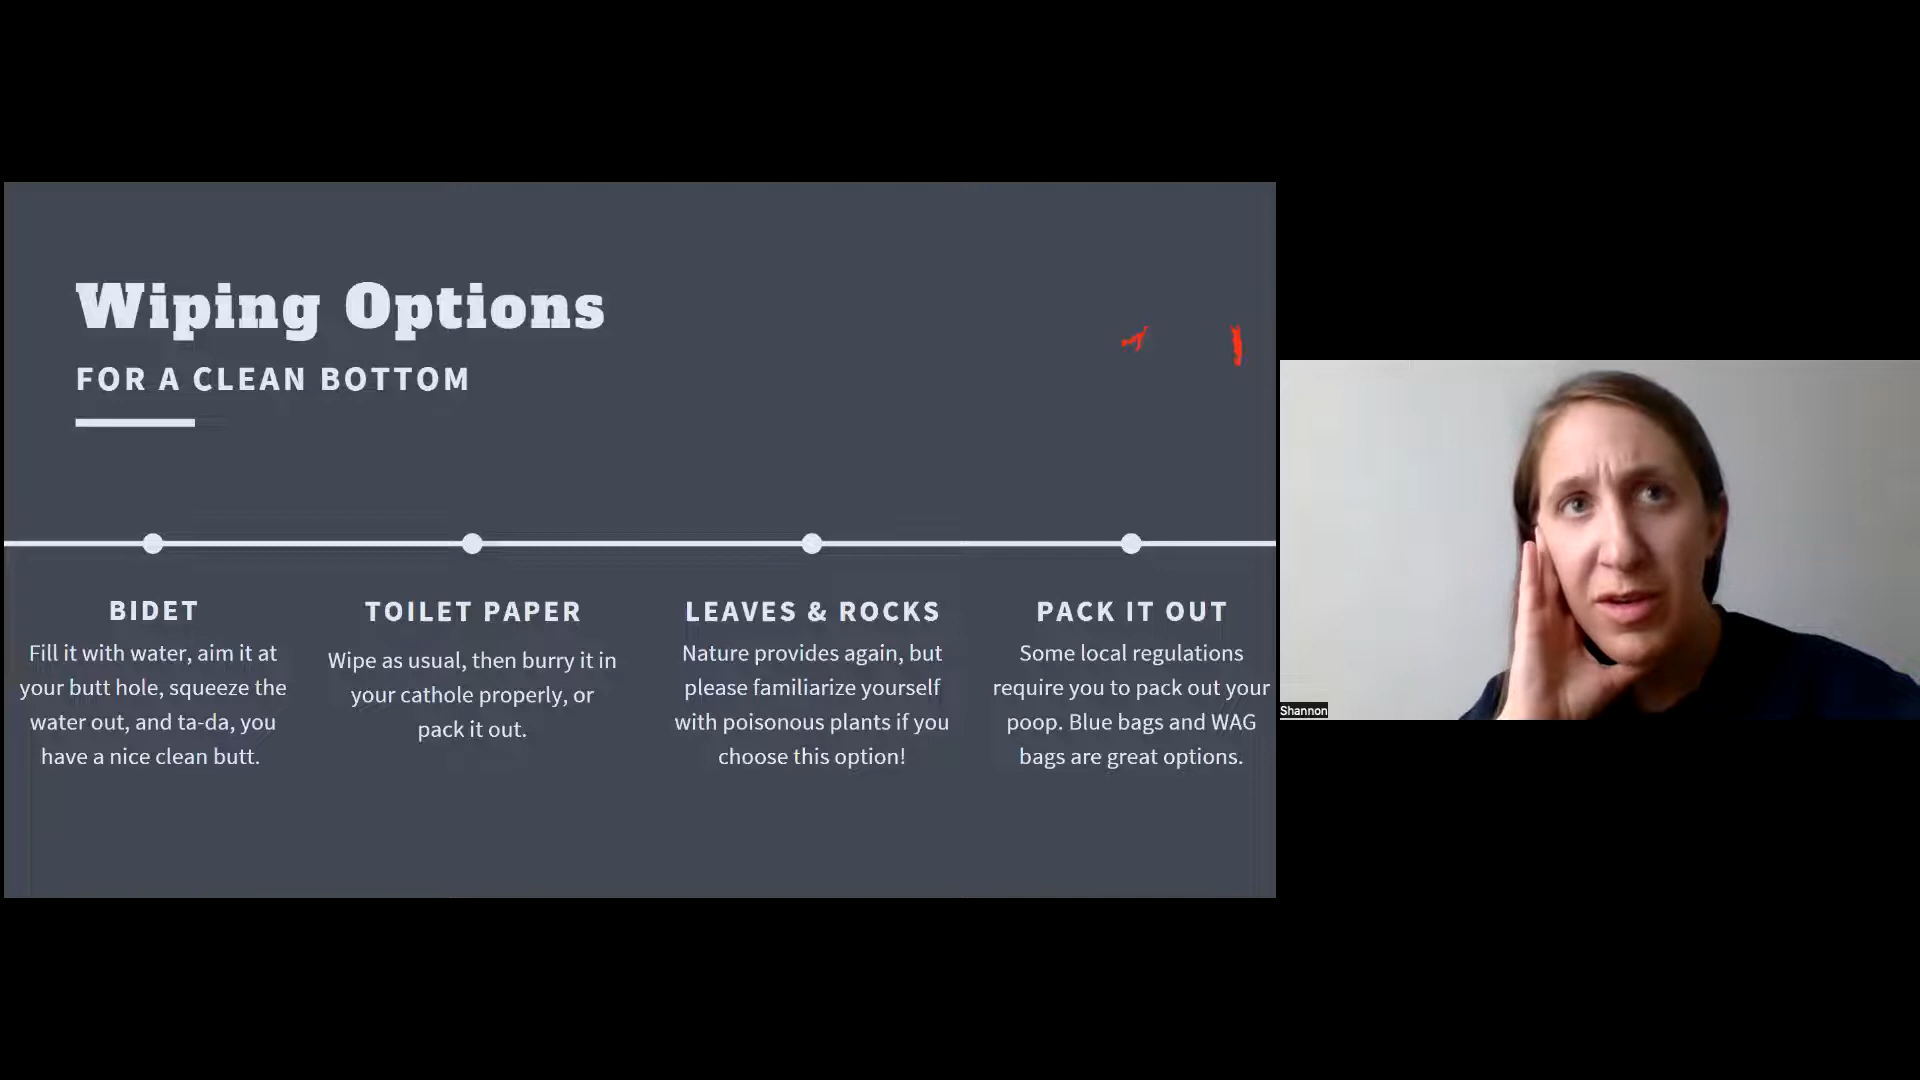 Wiping Options
FOR A CLEAN BOTTOM
BIDET
Fill it with water, aim it at
your butt hole, squeeze the
water out, and ta-da, you
have a nice clean butt.
TOILET PAPER
Wipe as usual, then burry it in
your cathole properly, or
pack it out.
LEAVES & ROCKS
Nature provides again, but
please familiarize yourself
with poisonous plants if you
choose this option!
PACK IT OUT
Some local regulations
require you to pack out your
poop. Blue bags and WAG
bags are great options.
Shannon